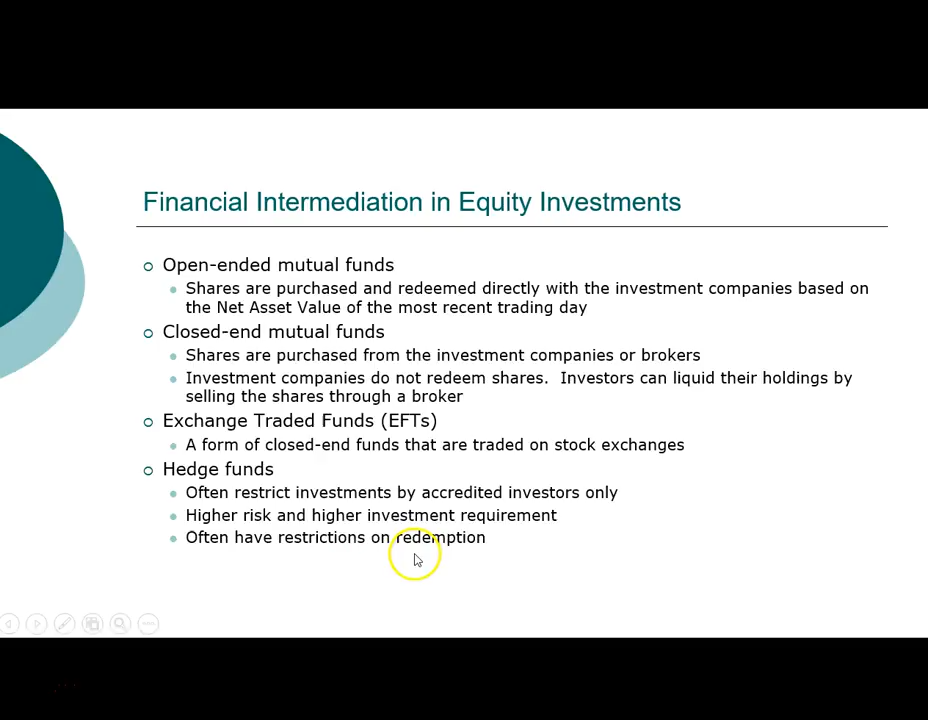 Financial Intermediation in Equity Investments
Open-ended mutual funds
Shares are purchased and redeemed directly with the investment companies based on
the Net Asset Value of the most recent trading day
Closed-end mutual funds
Shares are purchased from the investment companies or brokers
Investment companies do not redeem shares.  Investors can liquid their holdings by
selling the shares through a broker
Exchange Traded Funds (EFTs)
A form of closed-end funds that are traded on stock exchanges
Hedge funds
Often restrict investments by accredited investors only
Higher risk and higher investment requirement
Often have restrictions on redemption